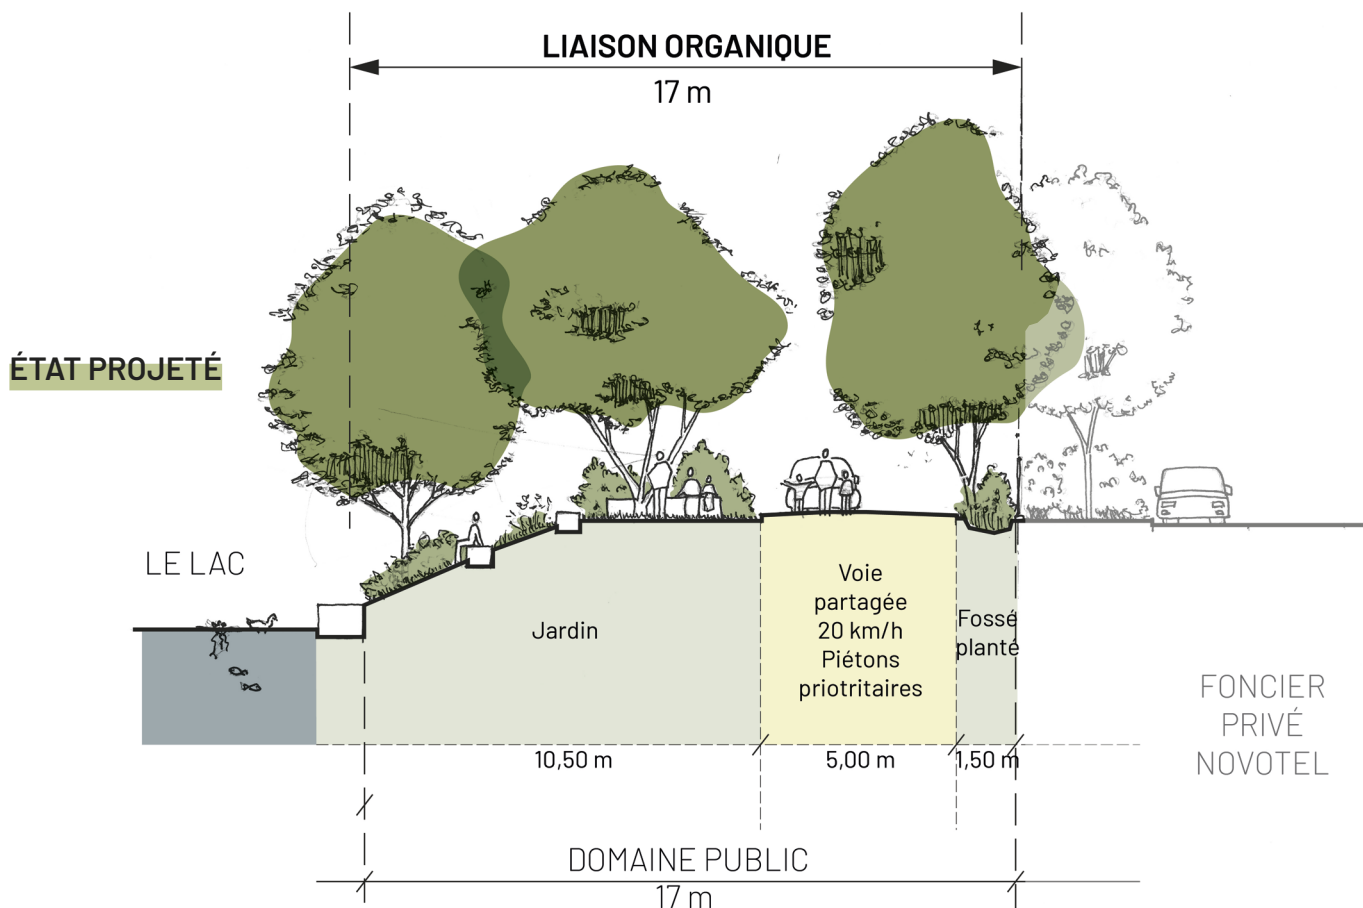 LIAISON ORGANIQUE
17 m
ÉTAT PROJETÉ
LE LAC
Jardin
Voie
partagée
20 km/h
Piétons
priotritaires
Fossé
planté
FONCIER
PRIVÉ
NOVOTEL
10,50 m
5,00 m
1,50 m
DOMAINE PUBLIC
17 m